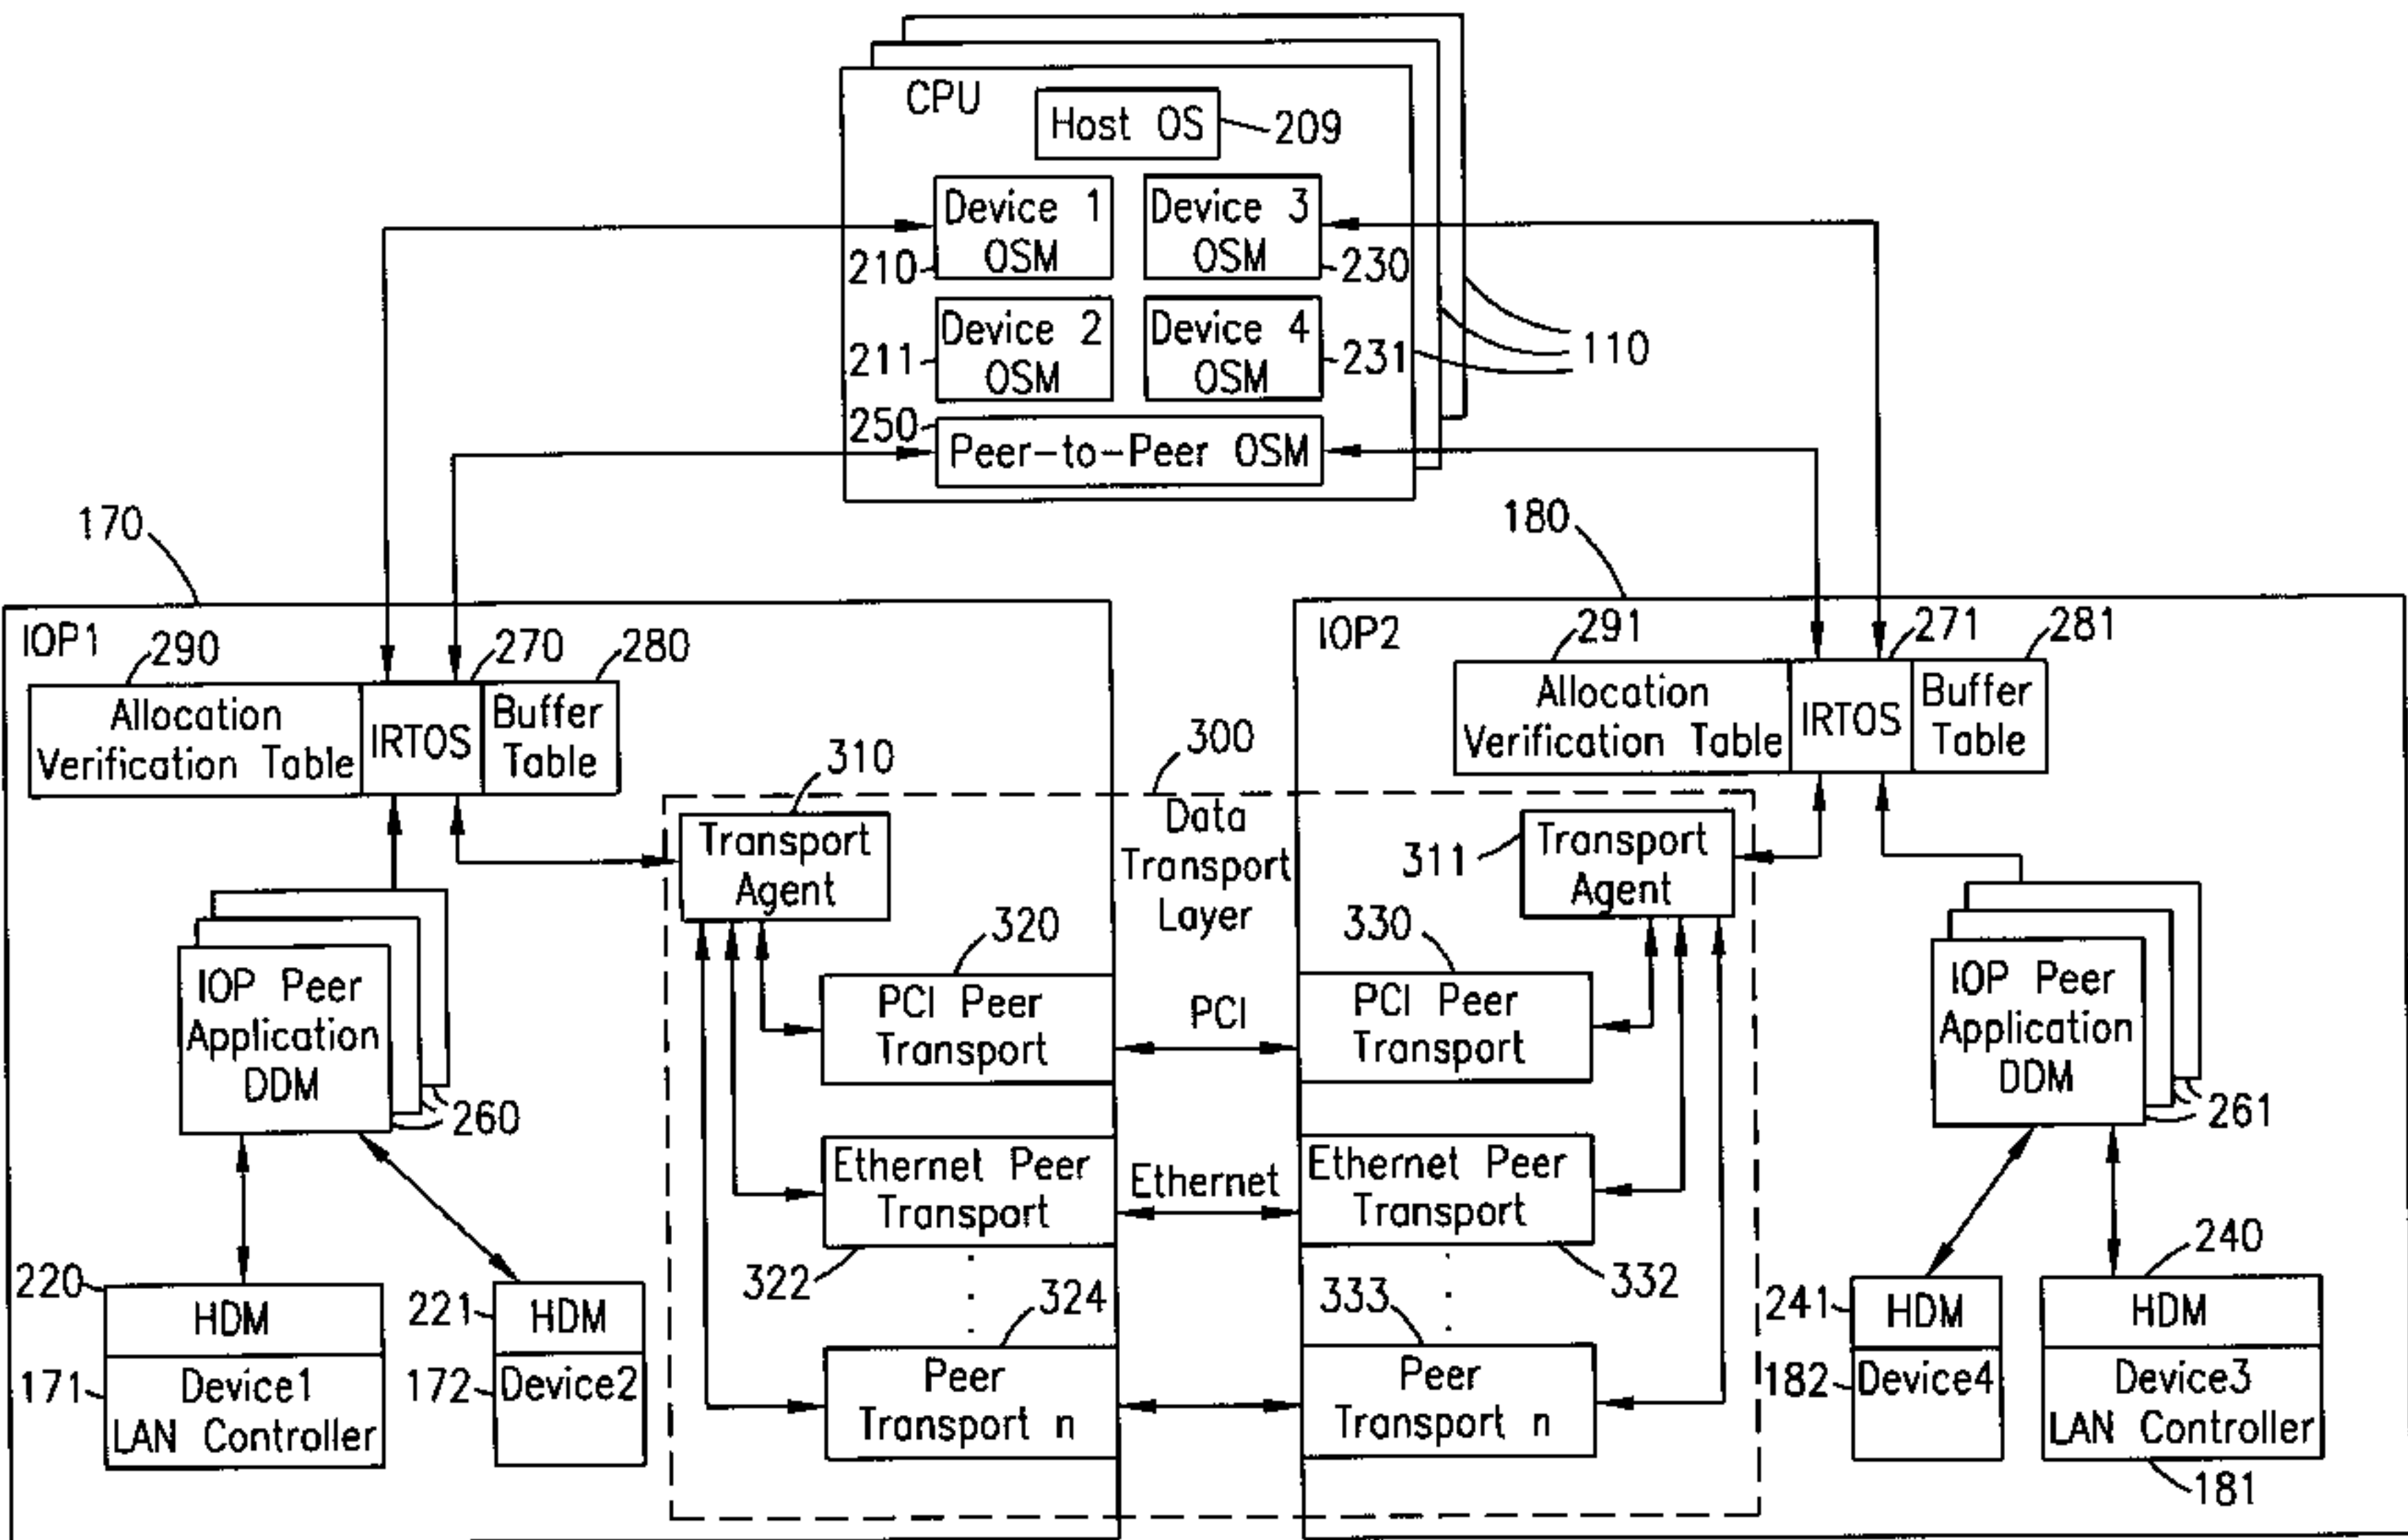 CPU
Host OS
209
Device 1
OSM
210
Device 3
OSM
230
Device 2
OSM
211
Device 4
OSM
231
110
250
Peer-to-Peer OSM
170
180
IOP1
290
270
280
Allocation
Verification Table
IRTOS
Buffer
Table
IOP2
291
271
281
Allocation
Verification Table
IRTOS
Buffer
Table
300
Data
Transport
Layer
310
Transport
Agent
311
Transport
Agent
320
PCI Peer
Transport
PCI
330
PCI Peer
Transport
IOP Peer
Application
DDM
260
IOP Peer
Application
DDM
261
Ethernet Peer
Transport
322
Ethernet
Ethernet Peer
Transport
332
324
Peer
Transport n
333
Peer
Transport n
220
HDM
171
Device1
LAN Controller
221
HDM
172
Device2
241
HDM
182
Device4
240
HDM
Device3
LAN Controller
181